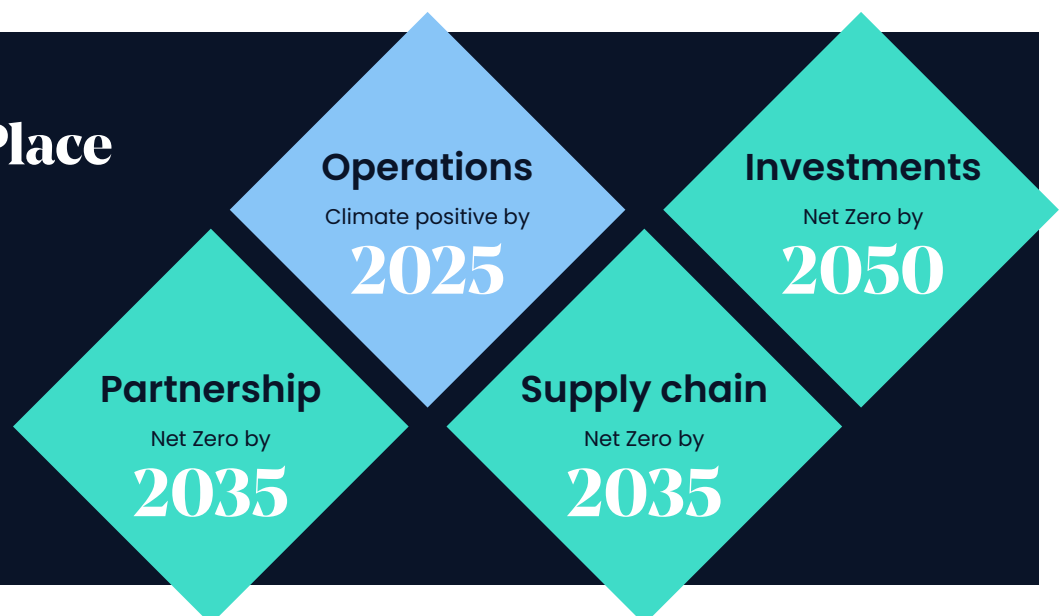 Place
Operations
Climate positive by
2025
Investments
Net Zero by
2050
Partnership
Net Zero by
2035
Supply chain
Net Zero by
2035